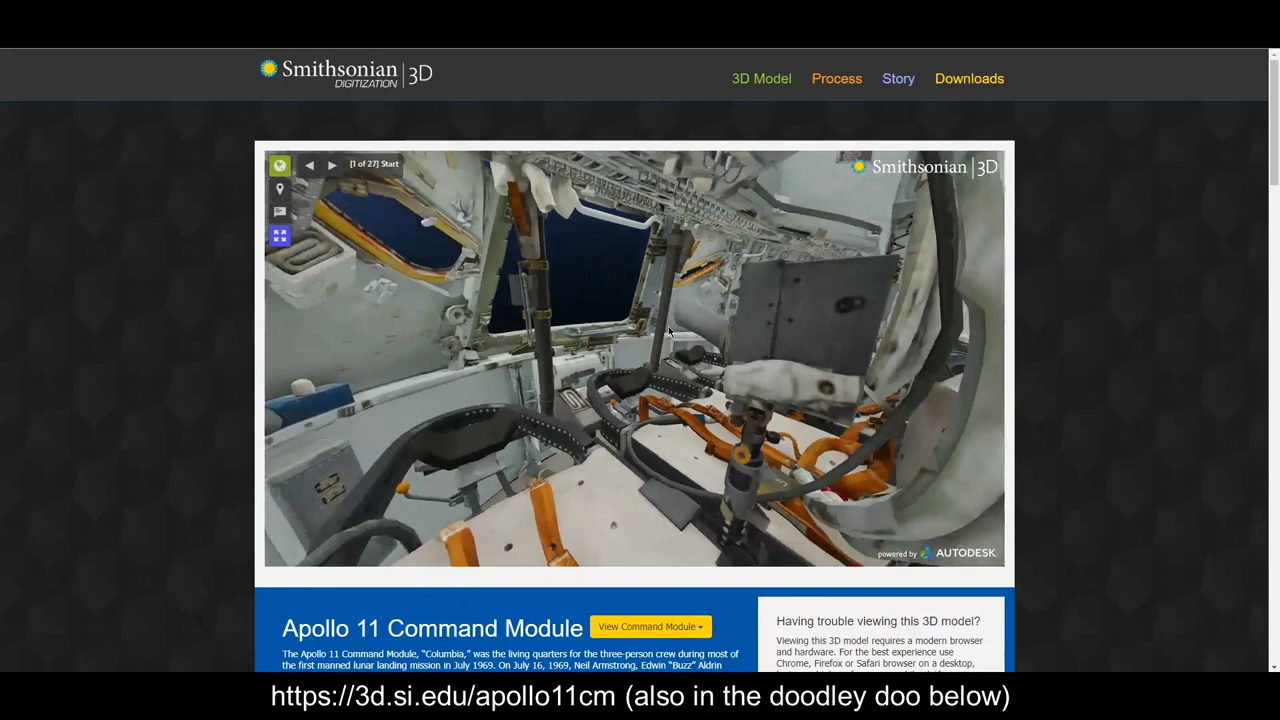 Smithsonian 3D
DIGITIZATION
3D Model Process Story Downloads
[1 of 27] Start
Smithsonian 3D
powered by AUTODESK
Apollo 11 Command Module
View Command Module
The Apollo 11 Command Module, “Columbia,” was the living quarters for the three-person crew during most of
the first manned lunar landing mission in July 1969. On July 16, 1969, Neil Armstrong, Edwin “Buzz” Aldrin
Having trouble viewing this 3D model?
Viewing this 3D model requires a modern browser
and hardware. For the best experience use
Chrome, Firefox or Safari browser on a desktop,
https://3d.si.edu/apollo11cm (also in the doodley doo below)